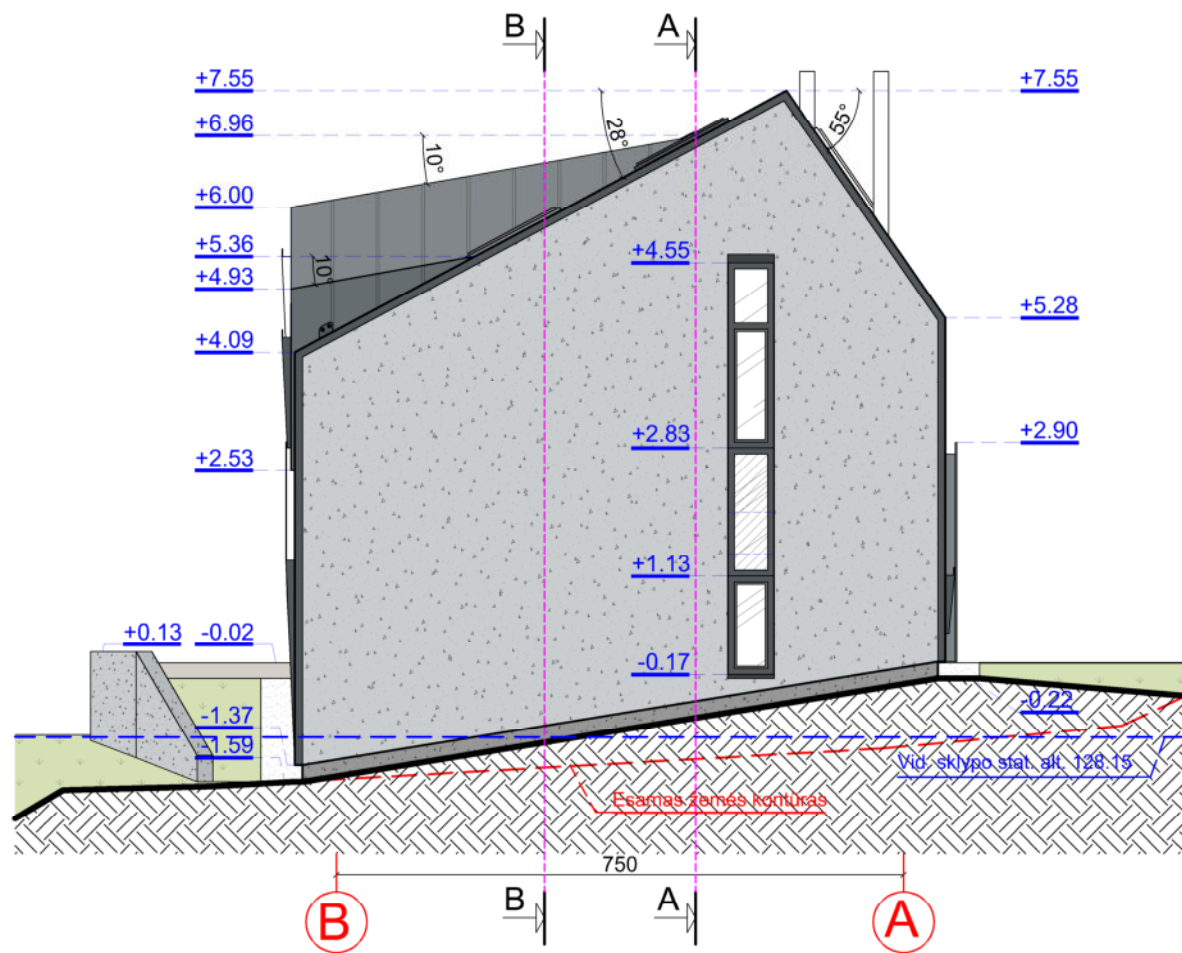 B
A
+7.55
+7.55
+6.96
28°
55°
10°
+6.00
+5.36
10°
+4.93
+4.55
+5.28
+4.09
+2.83
+2.90
+2.53
+1.13
+0.13 -0.02
-0.17
-0.22
-1.37
-1.59
Vid. sklypo stat. alt. 128.15
Esamas žemės kontūras
750
B
A
B
A